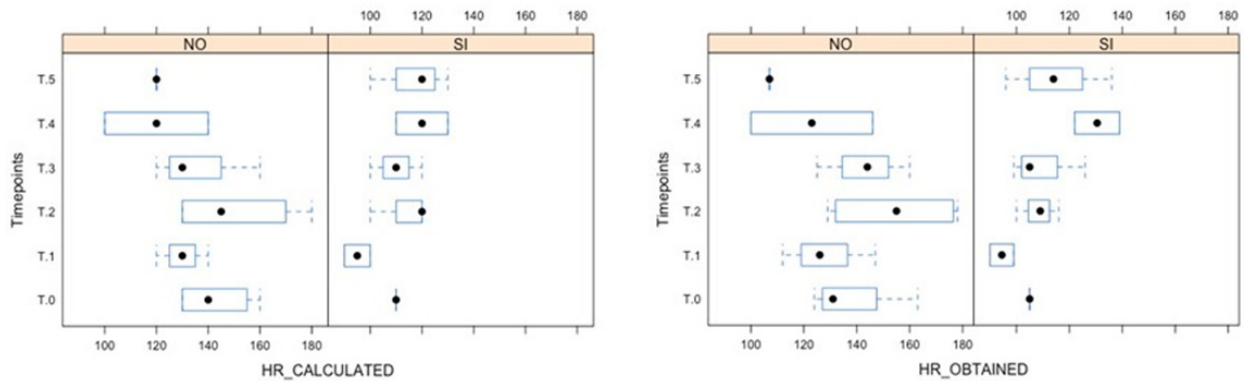 100 120 140 160 180
NO SI
T.5
T.4
T.3
T.2
T.1
T.0
Timepoints
100 120 140 160 180
HR_CALCULATED
100 120 140 160 180
NO SI
T.5
T.4
T.3
T.2
T.1
T.0
Timepoints
100 120 140 160 180
HR_OBTAINED